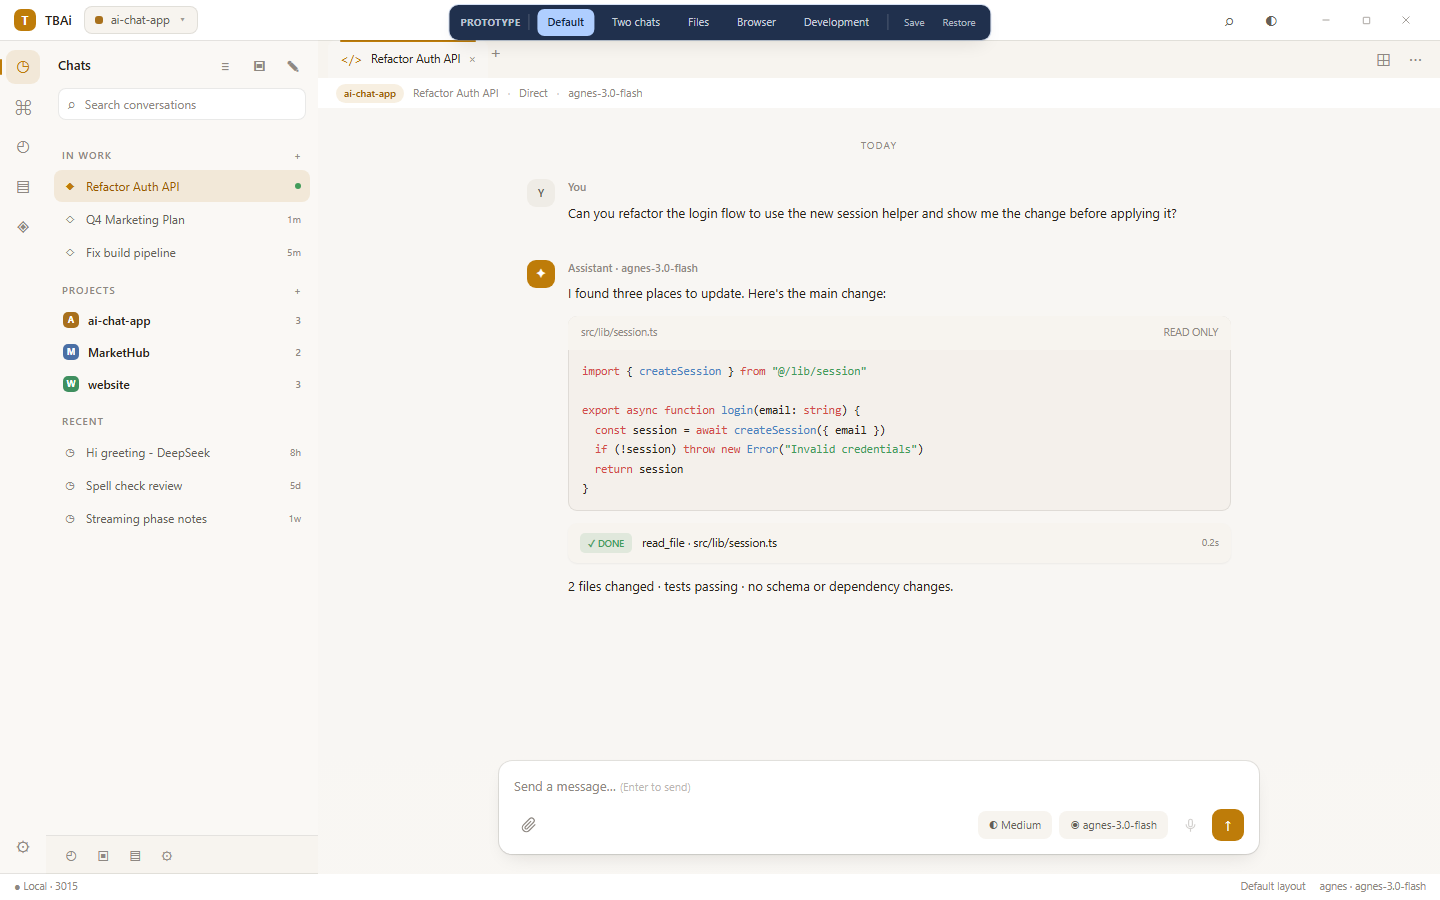 T TBAi ai-chat-app
PROTOTYPE Default Two chats Files Browser Development Save Restore
Chats
Search conversations
IN WORK +
Refactor Auth API
Q4 Marketing Plan 1m
Fix build pipeline 5m
PROJECTS +
A ai-chat-app 3
M MarketHub 2
W website 3
RECENT
Hi greeting - DeepSeek 8h
Spell check review 5d
Streaming phase notes 1w
</> Refactor Auth API × +
ai-chat-app Refactor Auth API · Direct · agnes-3.0-flash
TODAY
Y You
Can you refactor the login flow to use the new session helper and show me the change before applying it?
Assistant · agnes-3.0-flash
I found three places to update. Here's the main change:
src/lib/session.ts READ ONLY
import { createSession } from "@/lib/session"
export async function login(email: string) {
const session = await createSession({ email })
if (!session) throw new Error("Invalid credentials")
return session
}
✓ DONE read_file · src/lib/session.ts 0.2s
2 files changed · tests passing · no schema or dependency changes.
Send a message... (Enter to send)
Medium agnes-3.0-flash
● Local · 3015
Default layout agnes · agnes-3.0-flash